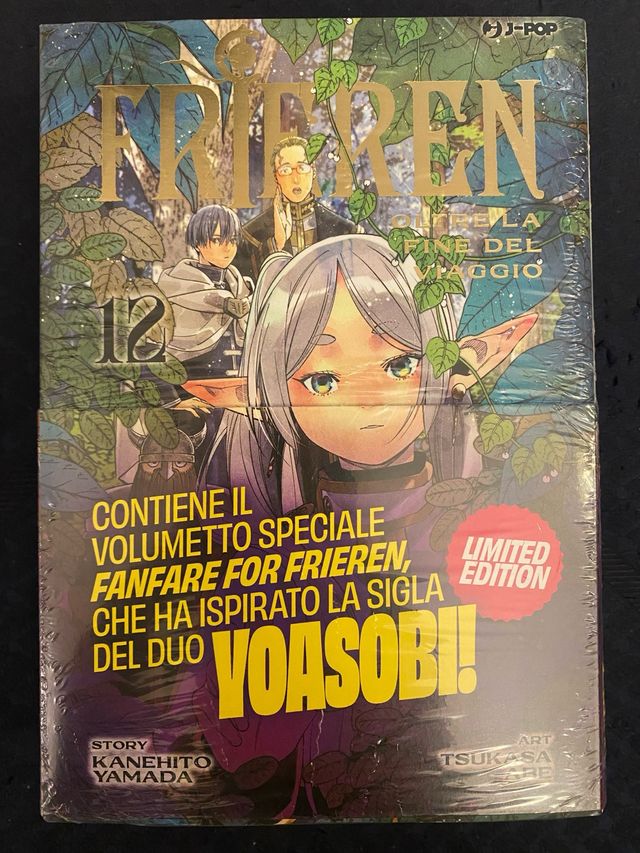 J-POP
FRIEREN
OLTRE LA
FINE DEL
VIAGGIO
12
CONTIENE IL
VOLUMETTO SPECIALE
FANFARE FOR FRIEREN,
CHE HA ISPIRATO LA SIGLA
DEL DUO YOASOBI!
LIMITED
EDITION
STORY
KANEHITO
YAMADA
ART
TSUKASA
ABE